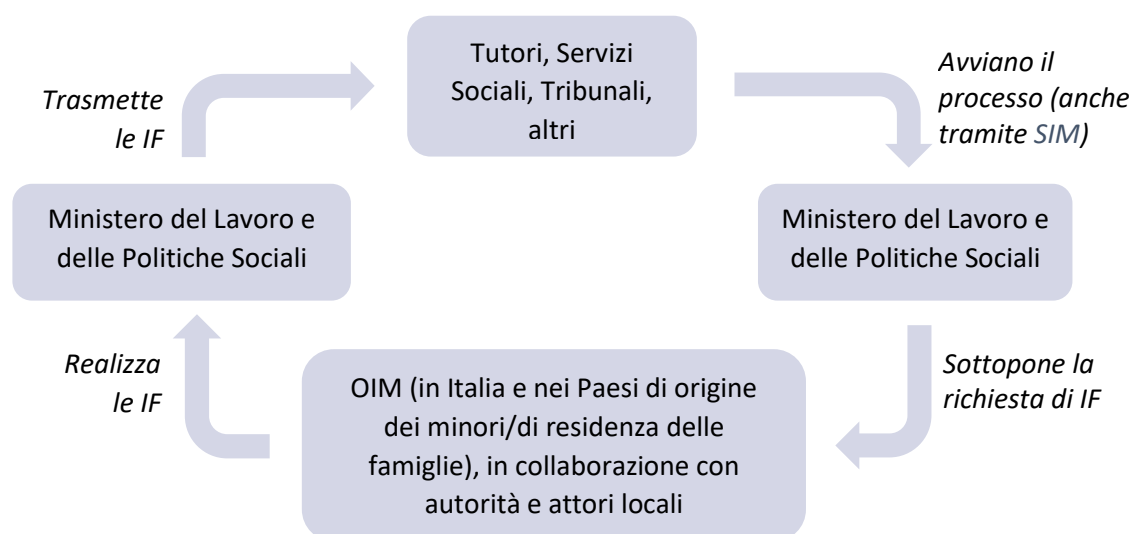 Tutori, Servizi
Sociali, Tribunali,
altri
Avviano il
processo (anche
tramite SIM)
Ministero del Lavoro e
delle Politiche Sociali
Sottopone la
richiesta di IF
OIM (in Italia e nei Paesi di origine
dei minori/di residenza delle
famiglie), in collaborazione con
autorità e attori locali
Realizza
le IF
Ministero del Lavoro e
delle Politiche Sociali
Trasmette
le IF